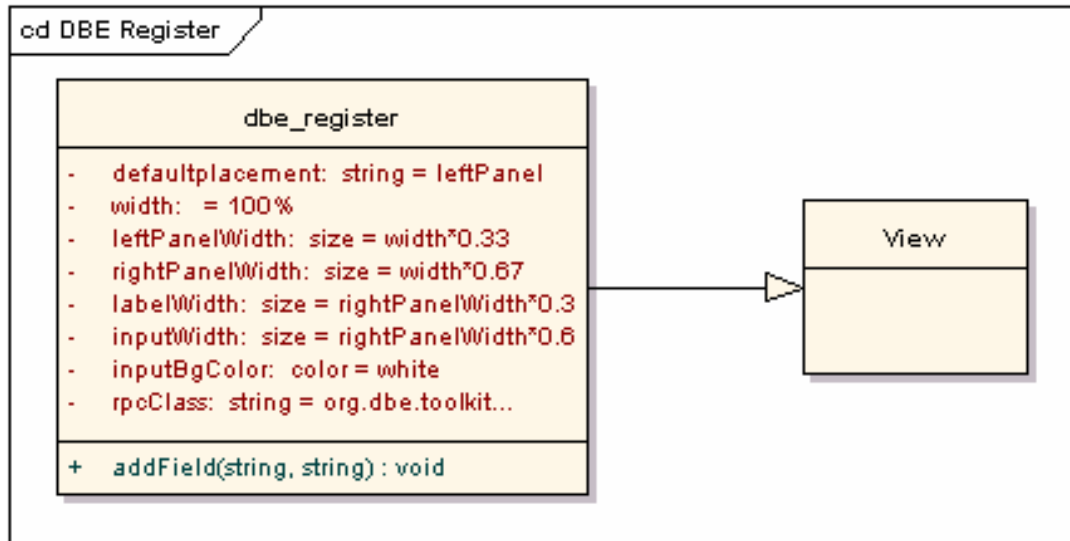 cd DBE Register
dbe_register
- defaultplacement: string = leftPanel
- width: = 100%
- leftPanelWidth: size = width*0.33
- rightPanelWidth: size = width*0.67
- labelWidth: size = rightPanelWidth*0.3
- inputWidth: size = rightPanelWidth*0.6
- inputBgColor: color = white
- rpcClass: string = org.dbe.toolkit...
+ addField(string, string) : void
View